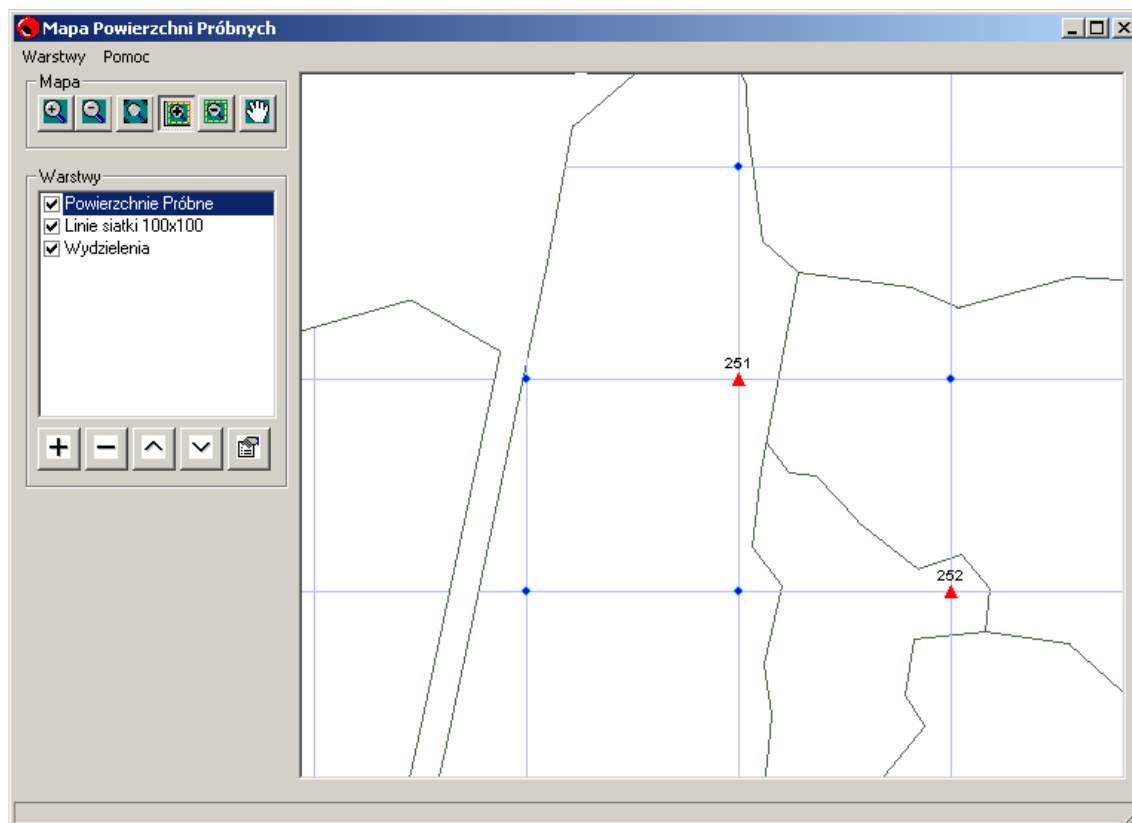 Mapa Powierzchni Próbnych
Warstwy Pomoc
Mapa
Warstwy
Powierzchnie Próbne
Linie siatki 100x100
Wydzielenia
251
252